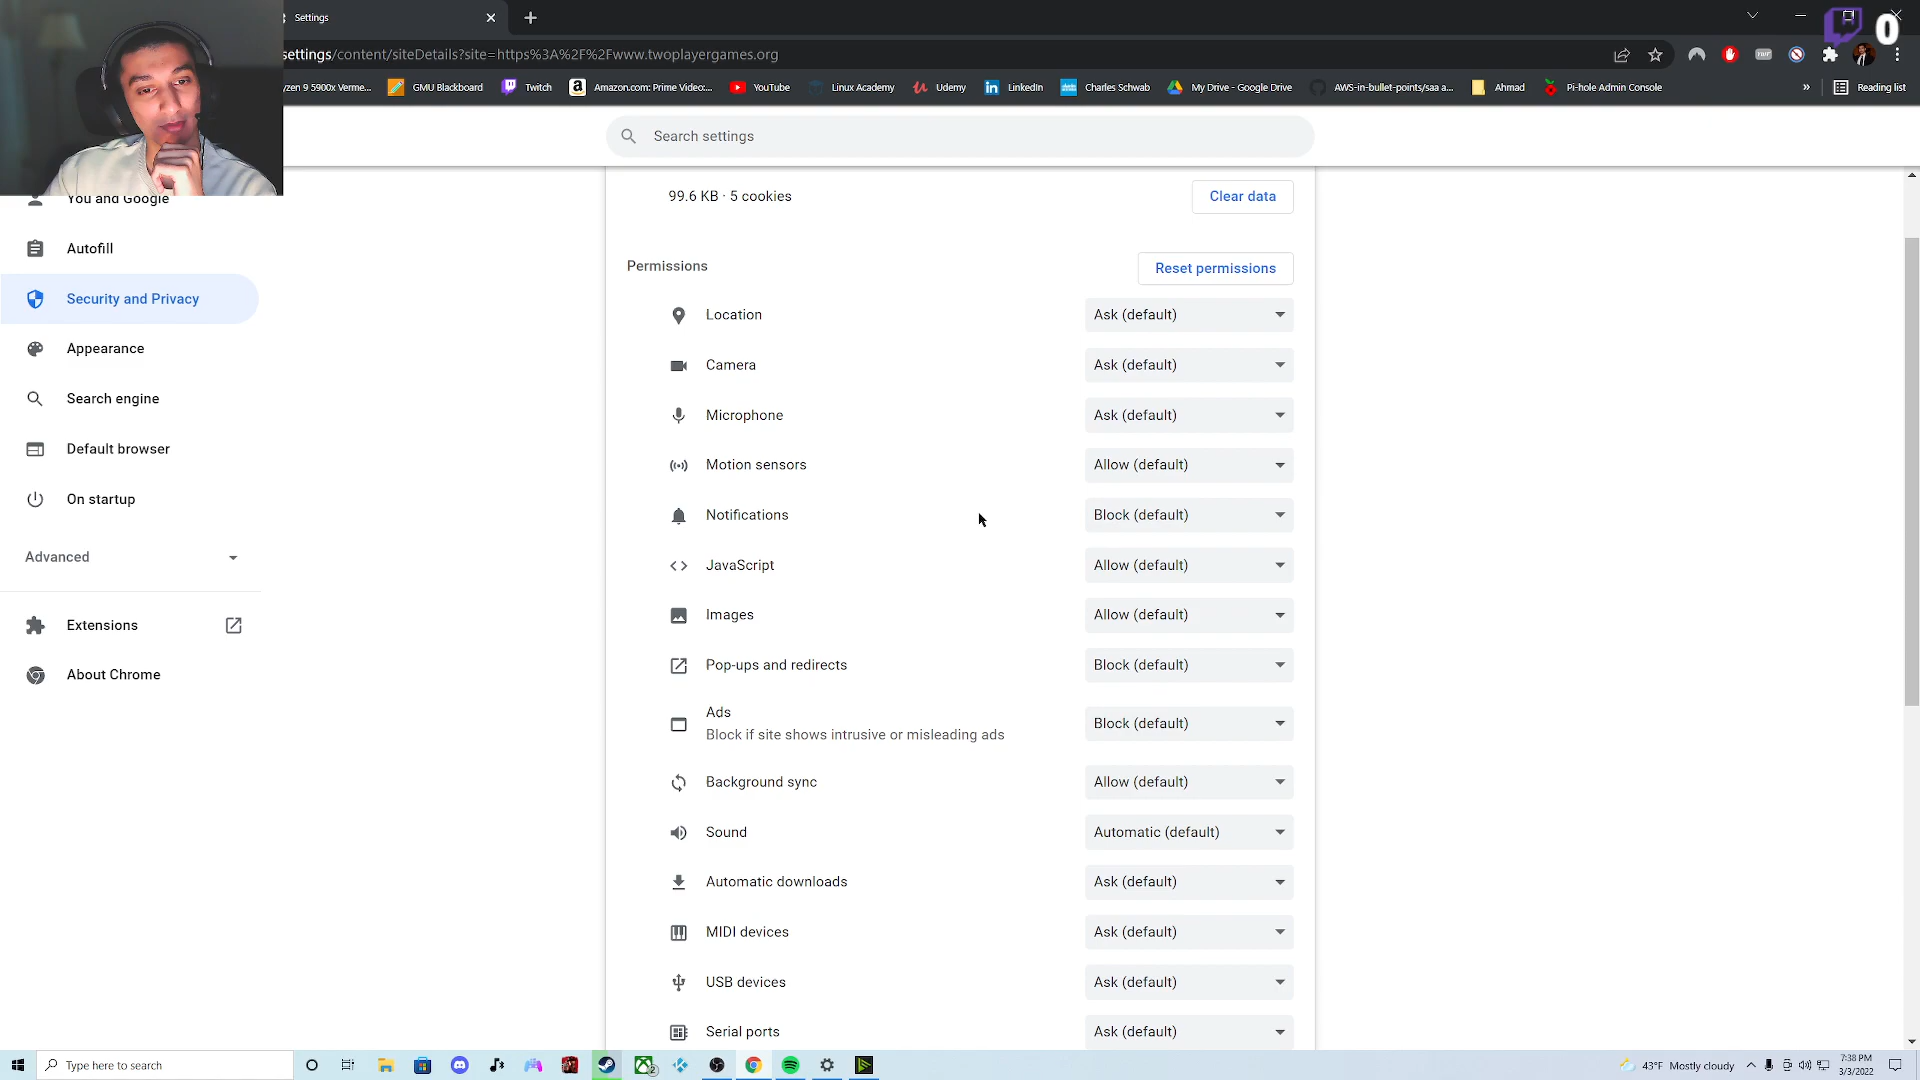 Settings
0
settings/content/siteDetails?site=https%3A%2F%2Fwww.twoplayergames.org
yzen 9 5900x Verme...
GMU Blackboard
Twitch
Amazon.com: Prime Video:...
YouTube
Linux Academy
Udemy
LinkedIn
Charles Schwab
My Drive - Google Drive
AWS-in-bullet-points/saa a...
Ahmad
Pi-hole Admin Console
»
Reading list
Search settings
You and Google
Autofill
Security and Privacy
Appearance
Search engine
Default browser
On startup
Advanced
Extensions
About Chrome
99.6 KB · 5 cookies
Clear data
Permissions
Reset permissions
Location
Ask (default)
Camera
Ask (default)
Microphone
Ask (default)
Motion sensors
Allow (default)
Notifications
Block (default)
JavaScript
Allow (default)
Images
Allow (default)
Pop-ups and redirects
Block (default)
Ads
Block if site shows intrusive or misleading ads
Block (default)
Background sync
Allow (default)
Sound
Automatic (default)
Automatic downloads
Ask (default)
MIDI devices
Ask (default)
USB devices
Ask (default)
Serial ports
Ask (default)
Type here to search
2
43°F Mostly cloudy
7:38 PM
3/3/2022